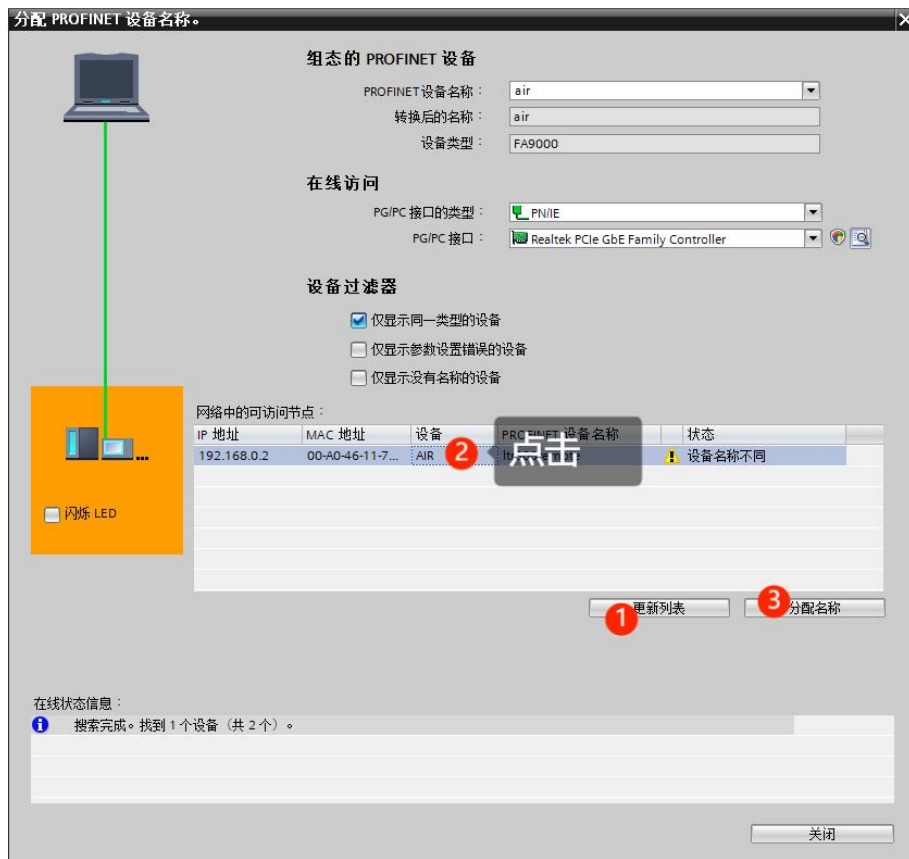 分配 PROFINET 设备名称。
组态的 PROFINET 设备
PROFINET设备名称： air
转换后的名称： air
设备类型： FA9000
在线访问
PG/PC 接口的类型： PN/IE
PG/PC 接口： Realtek PCIe GbE Family Controller
设备过滤器
仅显示同一类型的设备
仅显示参数设置错误的设备
仅显示没有名称的设备
网络中的可访问节点：
IP 地址 MAC 地址 设备 PROFINET 设备名称 状态
192.168.0.2 00-A0-46-11-7... AIR 2 点击 设备名称不同
...
闪烁 LED
1 更新列表 3 分配名称
在线状态信息：
搜索完成。找到 1 个设备（共 2 个）。
关闭